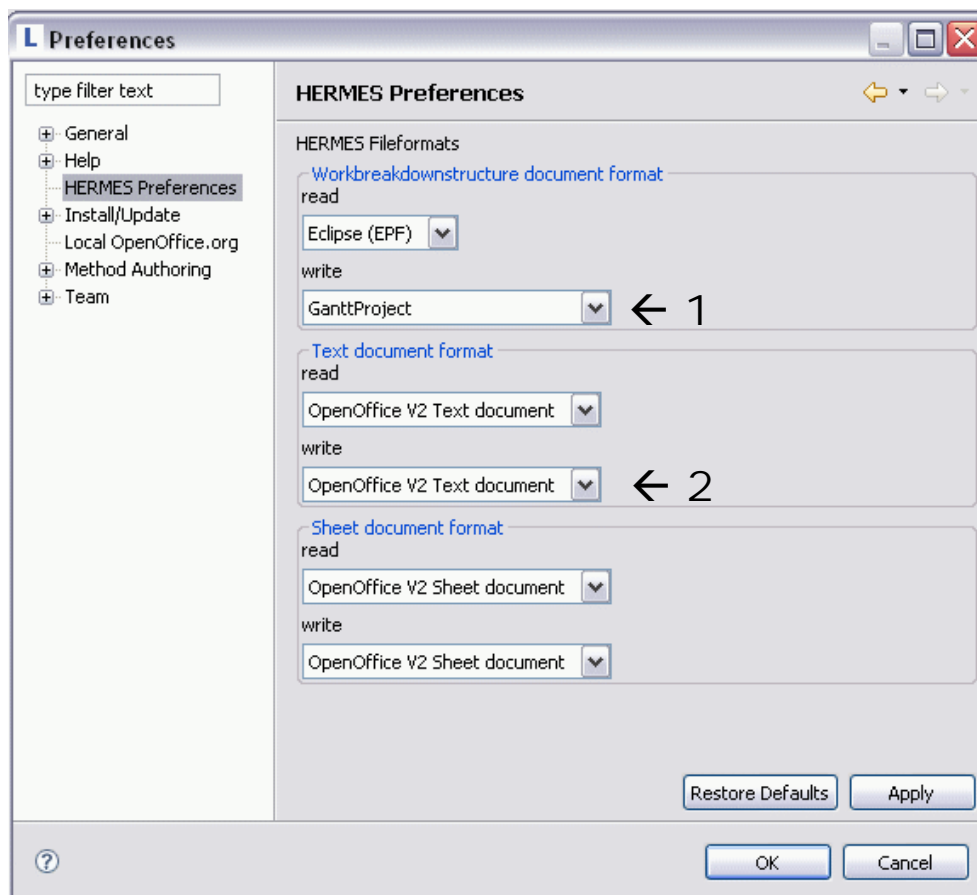 L Preferences
type filter text
General
Help
HERMES Preferences
Install/Update
Local OpenOffice.org
Method Authoring
Team
HERMES Preferences
HERMES Fileformats
Workbreakdownstructure document format
read
Eclipse (EPF)
write
GanttProject ← 1
Text document format
read
OpenOffice V2 Text document
write
OpenOffice V2 Text document ← 2
Sheet document format
read
OpenOffice V2 Sheet document
write
OpenOffice V2 Sheet document
Restore Defaults Apply
? OK Cancel